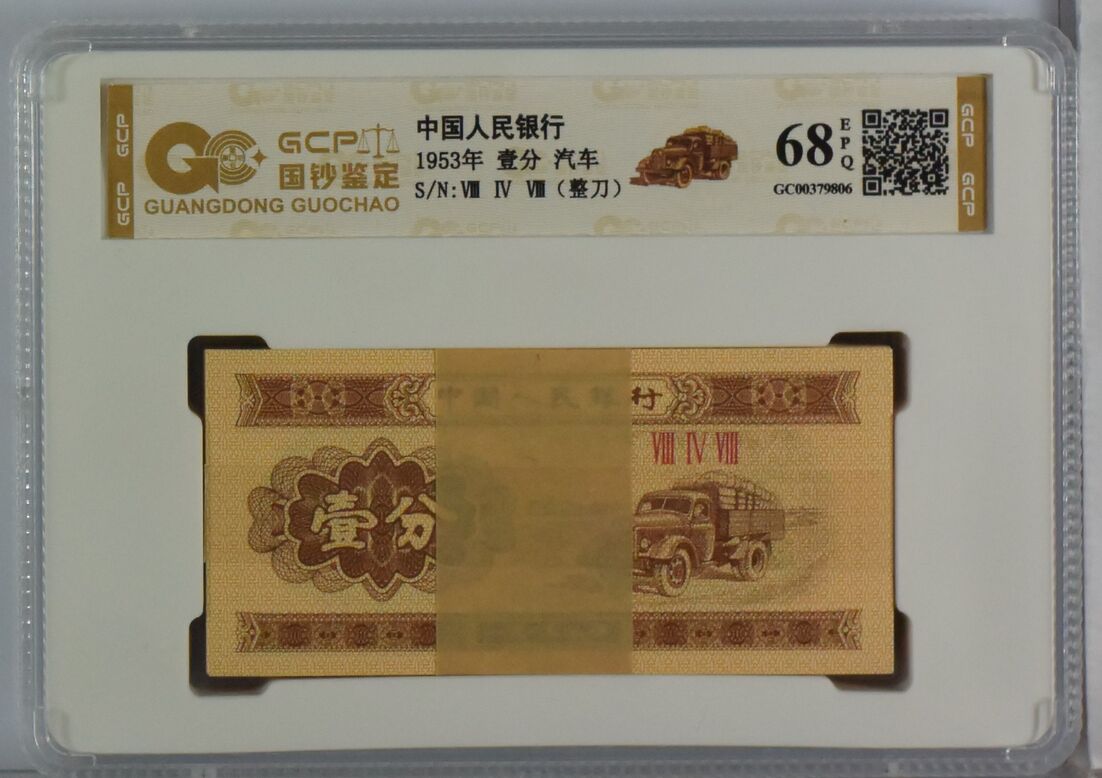 GCP
GCP
GCP
国钞鉴定
GUANGDONG GUOCHAO
中国人民银行
1953年 壹分 汽车
S/N:Ⅷ Ⅳ Ⅷ（整刀）
68
EPQ
GC00379806
GCP
GCP
中国人民银行
Ⅷ Ⅳ Ⅷ
壹分